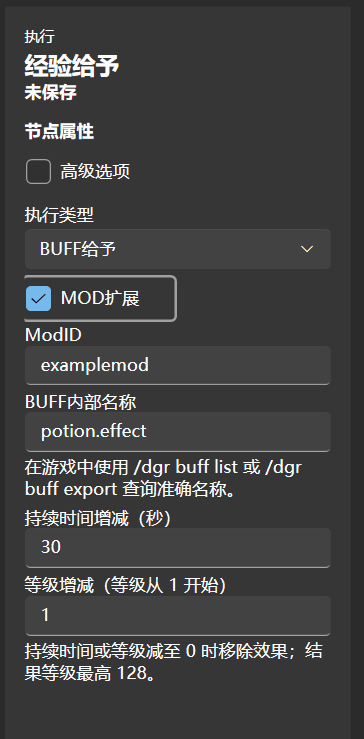 执行
经验给予
未保存
节点属性
高级选项
执行类型
BUFF给予
MOD扩展
ModID
examplemod
BUFF内部名称
potion.effect
在游戏中使用 /dgr buff list 或 /dgr
buff export 查询准确名称。
持续时间增减（秒）
30
等级增减（等级从 1 开始）
1
持续时间或等级减至 0 时移除效果；结
果等级最高 128。